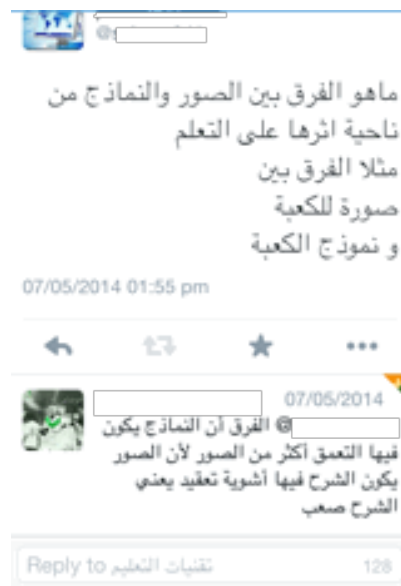 @
ماهو الفرق بين الصور والنماذج من
ناحية اثرها على التعلم
مثلا الفرق بين
صورة للكعبة
و نموذج الكعبة
07/05/2014 01:55 pm
07/05/2014
@ الفرق أن النماذج يكون
فيها التعمق أكثر من الصور لأن الصور
يكون الشرح فيها أشوية تعقيد يعني
الشرح صعب
Reply to تقنيات التعليم
128